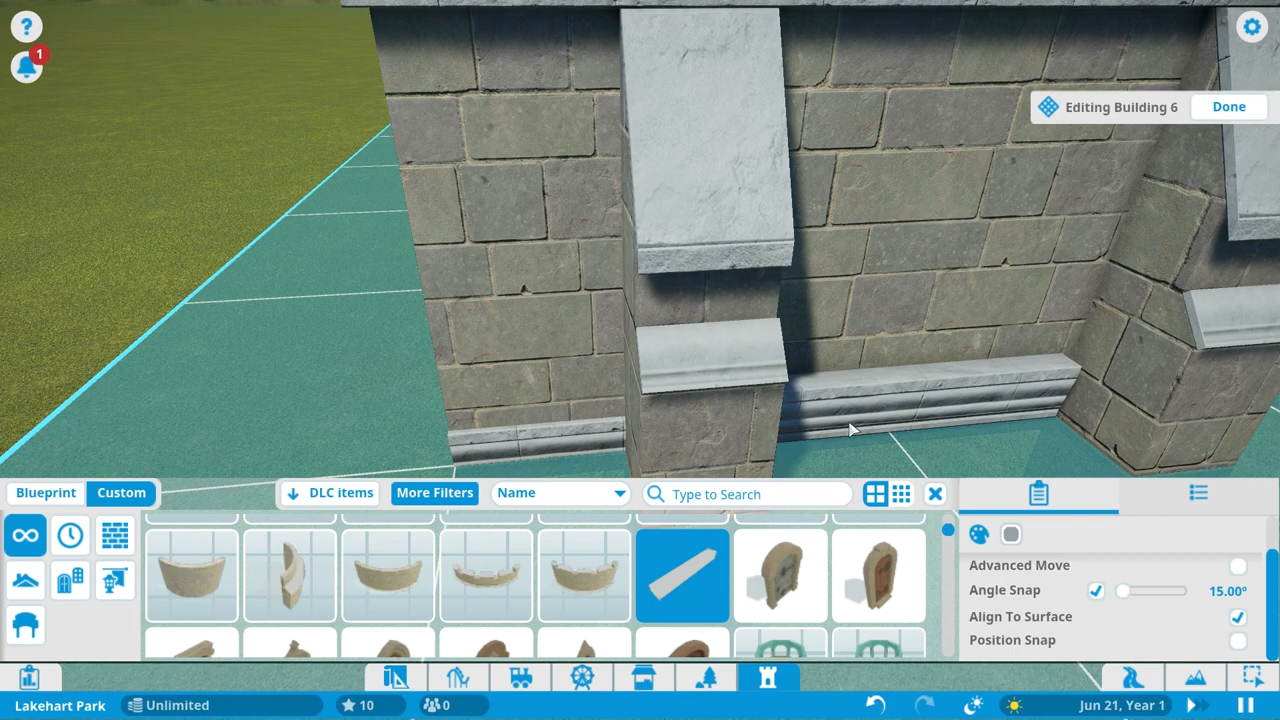 ?
1
Editing Building 6
Done
Blueprint
Custom
DLC items
More Filters
Name
Type to Search
Advanced Move
Angle Snap
15.00°
Align To Surface
Position Snap
Lakehart Park
Unlimited
10
0
Jun 21, Year 1